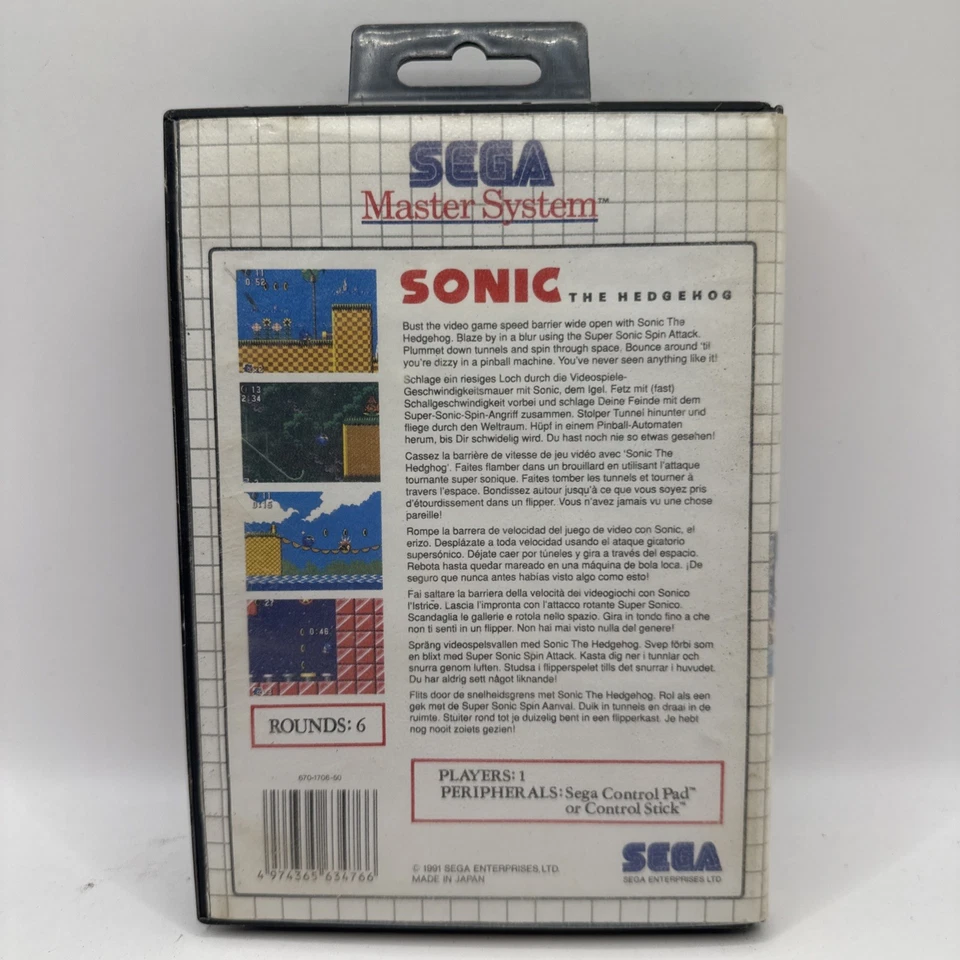 SEGA
Master System™
SONIC THE HEDGEHOG
Bust the video game speed barrier wide open with Sonic The
Hedgehog. Blaze by in a blur using the Super Sonic Spin Attack.
Plummet down tunnels and spin through space. Bounce around 'til
you're dizzy in a pinball machine. You've never seen anything like it!
Schlage ein riesiges Loch durch die Videospiele-
Geschwindigkeitsmauer mit Sonic, dem Igel. Fetz mit (fast)
Schallgeschwindigkeit vorbei und schlage Deine Feinde mit dem
Super-Sonic-Spin-Angriff zusammen. Stolper Tunnel hinunter und
fliege durch den Weltraum. Hüpf in einem Pinball-Automaten
herum, bis Dir schwidelig wird. Du hast noch nie so etwas gesehen!
Cassez la barrière de vitesse de jeu vidéo avec 'Sonic The
Hedghog'. Faites flamber dans un brouillard en utilisant l'attaque
tournante super sonique. Faites tomber les tunnels et tourner à
travers l'espace. Bondissez autour jusqu'à ce que vous soyez pris
d'étourdissement dans un flipper. Vous n'avez jamais vu une chose
pareille!
Rompe la barrera de velocidad del juego de video con Sonic, el
erizo. Desplázate a toda velocidad usando el ataque giratorio
supersónico. Déjate caer por túneles y gira a través del espacio.
Rebota hasta quedar mareado en una máquina de bola loca. ¡De
seguro que nunca antes habías visto algo como esto!
Fai saltare la barriera della velocità dei videogiochi con Sonico
l'Istrice. Lascia l'impronta con l'attacco rotante Super Sonico.
Scandaglia le gallerie e rotola nello spazio. Gira in tondo fino a che
non ti senti in un flipper. Non hai mai visto nulla del genere!
Spräng videospelsvallen med Sonic The Hedgehog. Svep förbi som
en blixt med Super Sonic Spin Attack. Kasta dig ner i tunnlar och
snurra genom luften. Studsa i flipperspelet tills det snurrar i huvudet.
Du har aldrig sett något liknande!
Flits door de snelheidsgrens met Sonic The Hedgehog. Rol als een
gek met de Super Sonic Spin Aanval. Duik in tunnels en draai in de
ruimte. Stuiter rond tot je duizelig bent in een flipperkast. Je hebt
nog nooit zoiets gezien!
11
0:52
13
2:34
27
0:46
ROUNDS: 6
670-1706-50
4 974365 634766
PLAYERS: 1
PERIPHERALS: Sega Control Pad™
or Control Stick™
© 1991 SEGA ENTERPRISES LTD.
MADE IN JAPAN
SEGA
SEGA ENTERPRISES LTD.